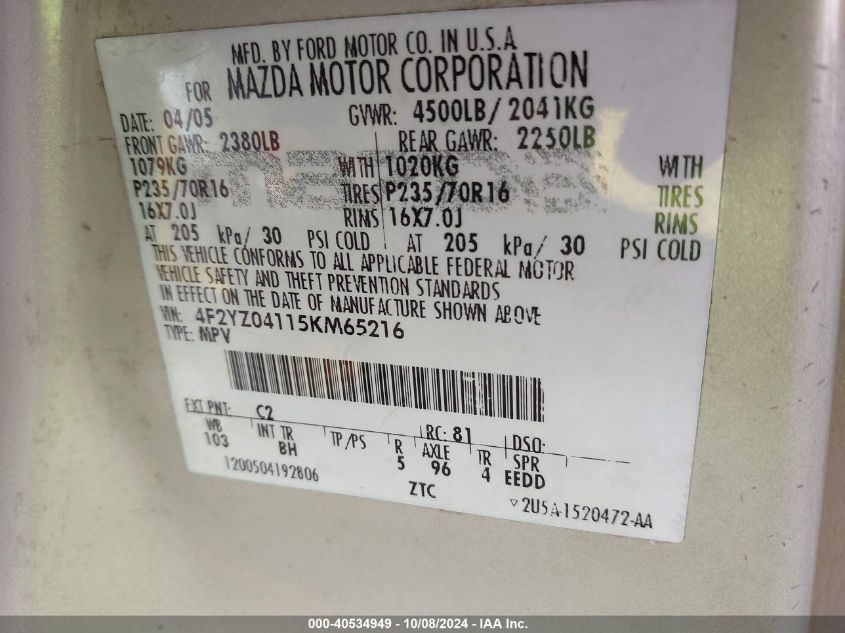 MFD. BY FORD MOTOR CO. IN U.S.A
FOR MAZDA MOTOR CORPORATION
DATE: 04/05 GVWR: 4500LB/2041KG
FRONT GAWR: 2380LB REAR GAWR: 2250LB
1079KG WITH 1020KG WITH
P235/70R16 TIRES P235/70R16 TIRES
16X7.0J RIMS 16X7.0J RIMS
AT 205 kPa/ 30 PSI COLD AT 205 kPa/ 30 PSI COLD
THIS VEHICLE CONFORMS TO ALL APPLICABLE FEDERAL MOTOR
VEHICLE SAFETY AND THEFT PREVENTION STANDARDS
IN EFFECT ON THE DATE OF MANUFACTURE SHOWN ABOVE
VIN: 4F2YZ04115KM65216
TYPE: MPV
EXT PNT: C2 RC: 81 DSO:
WB INT TR TP/PS R AXLE TR SPR
103 BH 5 96 4 EEDD
1200504192806 ZTC 2U5A1520472-AA
000-40534949 - 10/08/2024 - IAA Inc.